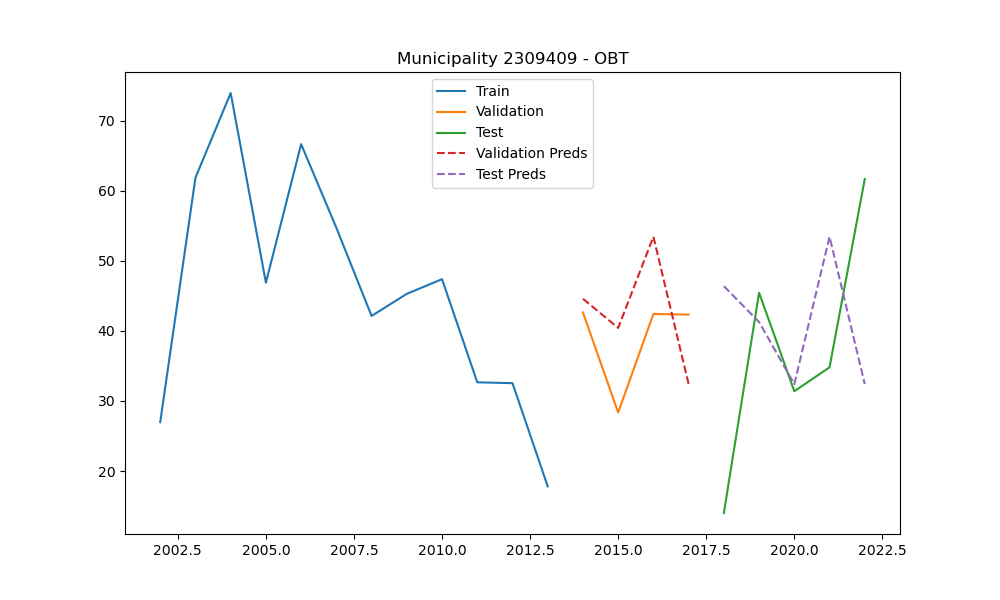 Municipality 2309409 - OBT
Train
Validation
Test
Validation Preds
Test Preds
70
60
50
40
30
20
2002.5 2005.0 2007.5 2010.0 2012.5 2015.0 2017.5 2020.0 2022.5